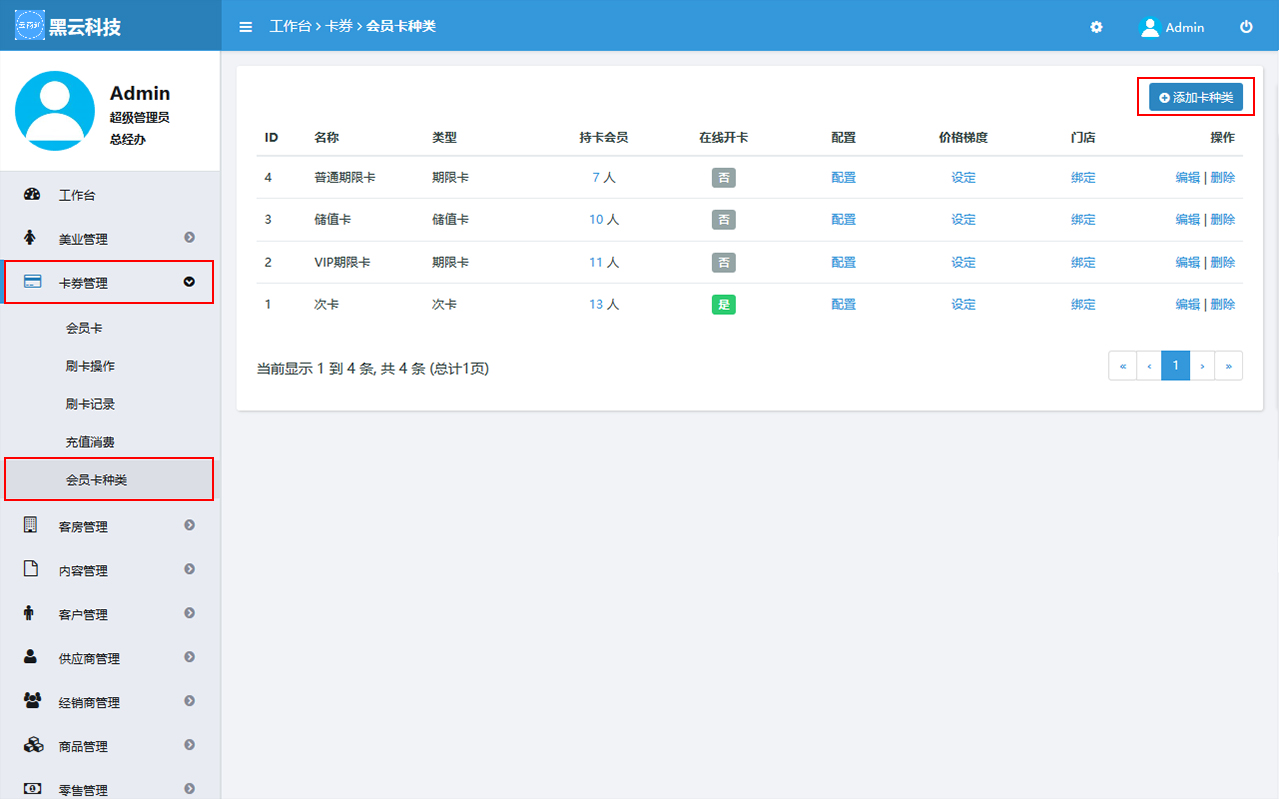 黑云科技
工作台 › 卡券 › 会员卡种类
Admin
Admin
超级管理员
总经办
工作台
美业管理
卡券管理
会员卡
刷卡操作
刷卡记录
充值消费
会员卡种类
客房管理
内容管理
客户管理
供应商管理
经销商管理
商品管理
零售管理
添加卡种类
ID 名称 类型 持卡会员 在线开卡 配置 价格梯度 门店 操作
4 普通期限卡 期限卡 7 人 否 配置 设定 绑定 编辑 | 删除
3 储值卡 储值卡 10 人 否 配置 设定 绑定 编辑 | 删除
2 VIP期限卡 期限卡 11 人 否 配置 设定 绑定 编辑 | 删除
1 次卡 次卡 13 人 是 配置 设定 绑定 编辑 | 删除
当前显示 1 到 4 条, 共 4 条 (总计1页)
« ‹ 1 › »